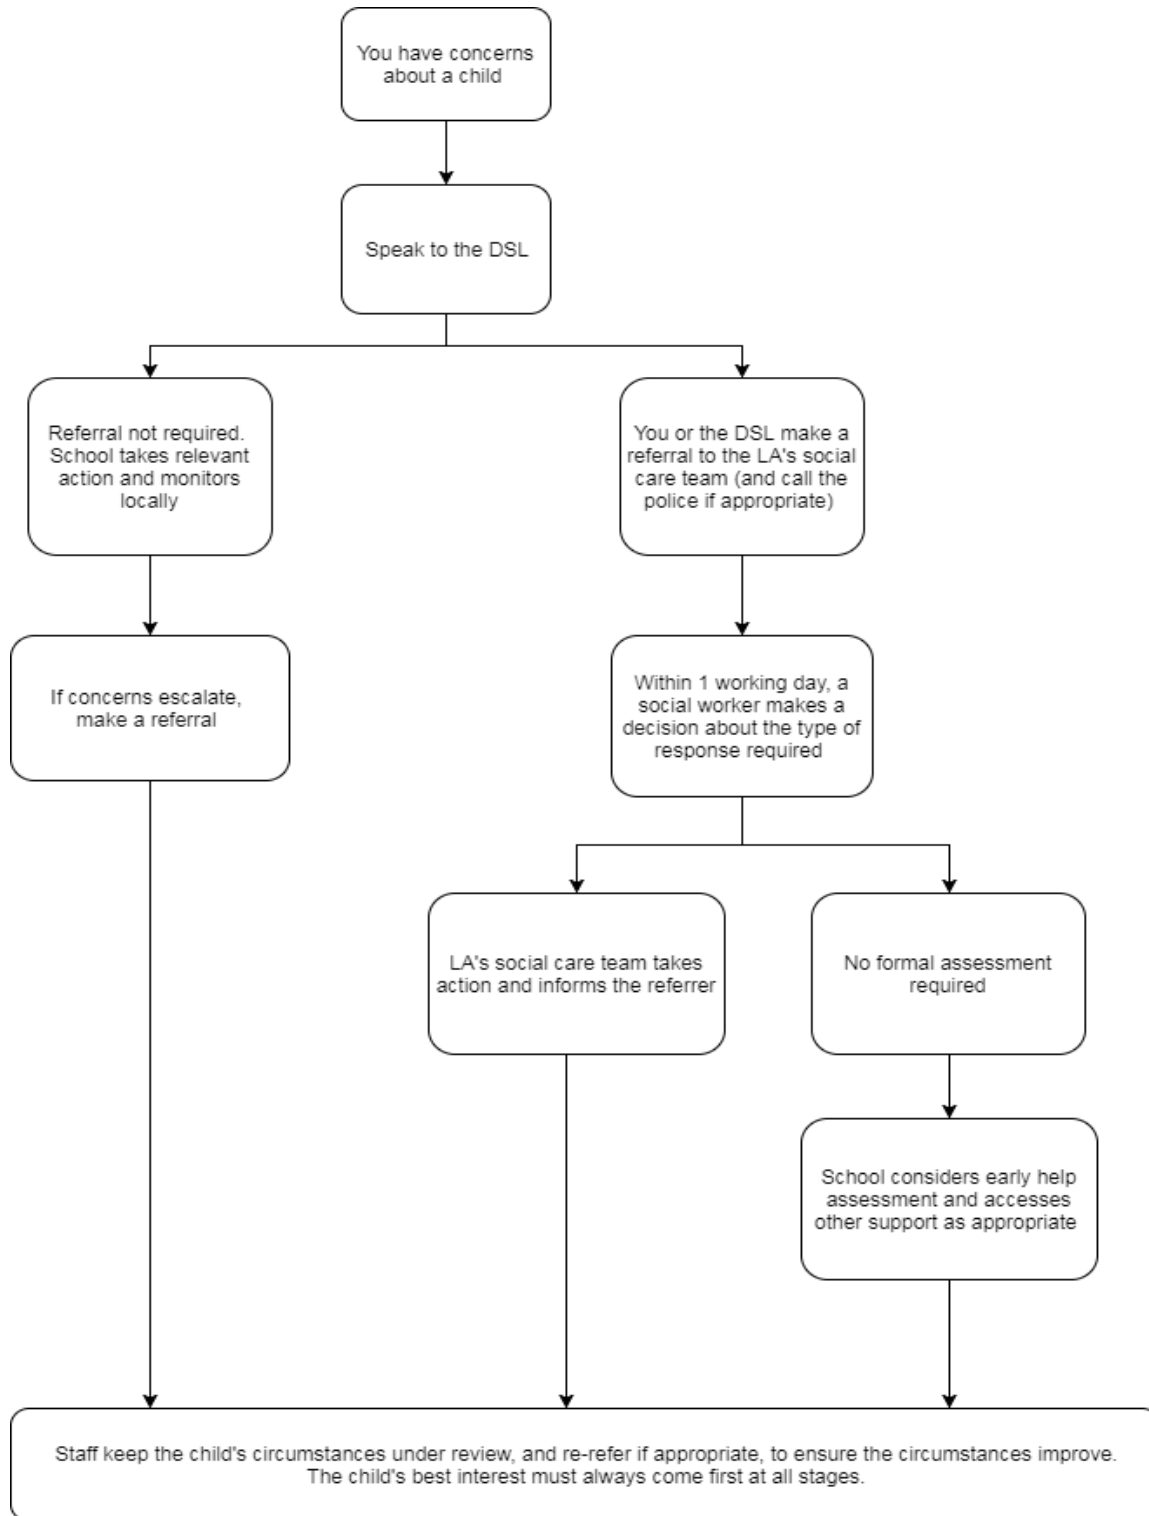 You have concerns
about a child
Speak to the DSL
Referral not required.
School takes relevant
action and monitors
locally
You or the DSL make a
referral to the LA's social
care team (and call the
police if appropriate)
If concerns escalate,
make a referral
Within 1 working day, a
social worker makes a
decision about the type of
response required
LA's social care team takes
action and informs the referrer
No formal assessment
required
School considers early help
assessment and accesses
other support as appropriate
Staff keep the child's circumstances under review, and re-refer if appropriate, to ensure the circumstances improve.
The child's best interest must always come first at all stages.